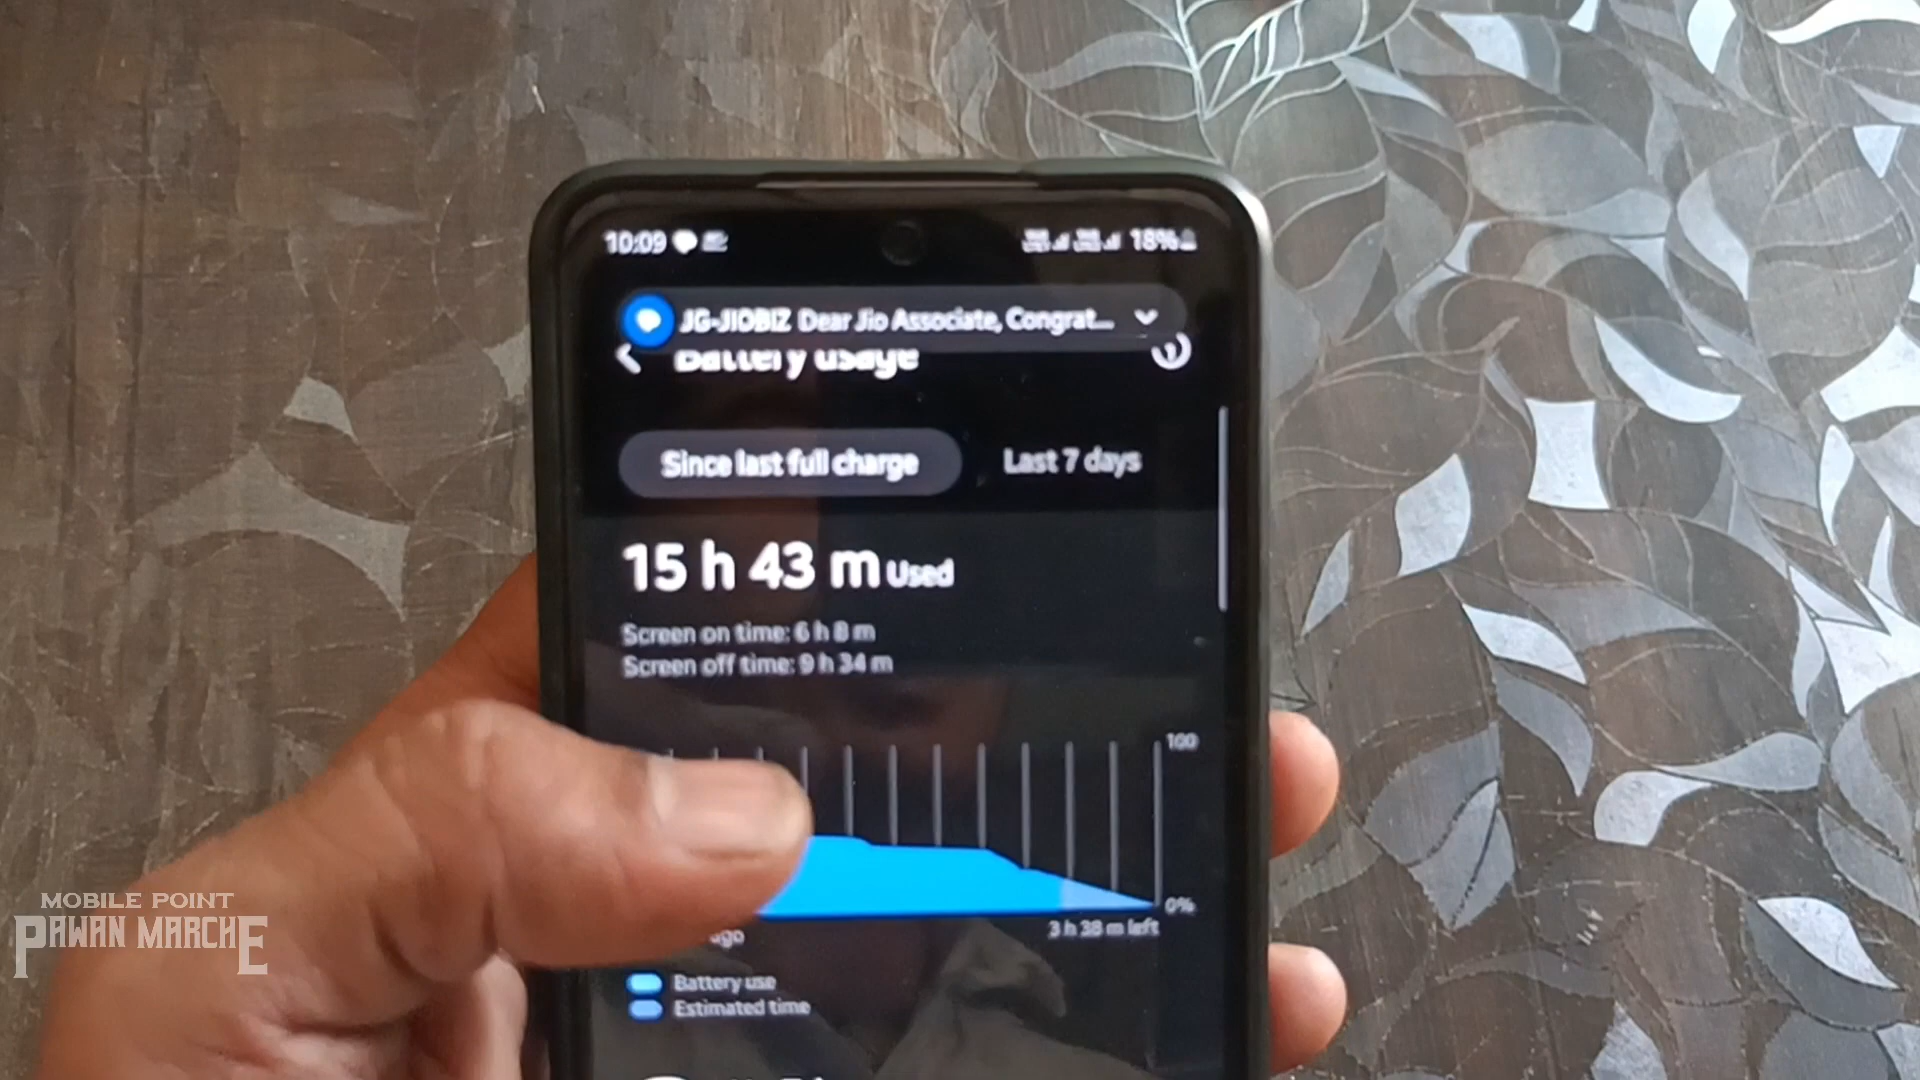 10:09
18%
JG-JIOBIZ Dear Jio Associate, Congrat...
Battery usage
Since last full charge
Last 7 days
15 h 43 m Used
Screen on time: 6 h 8 m
Screen off time: 9 h 34 m
100
0%
ago
3 h 38 m left
Battery use
Estimated time
MOBILE POINT
PAWAN MARCHE